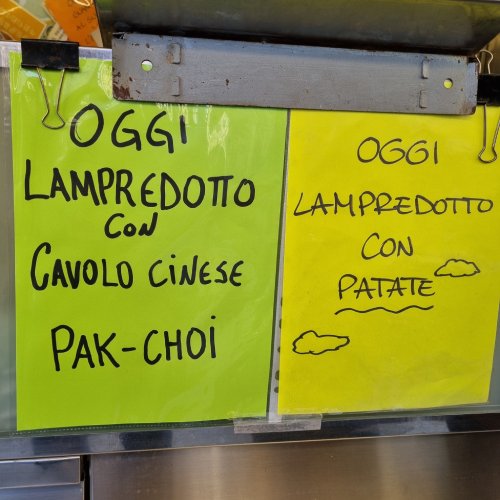 OGGI
LAMPREDOTTO
CON
CAVOLO CINESE
PAK-CHOI
OGGI
LAMPREDOTTO
CON
PATATE